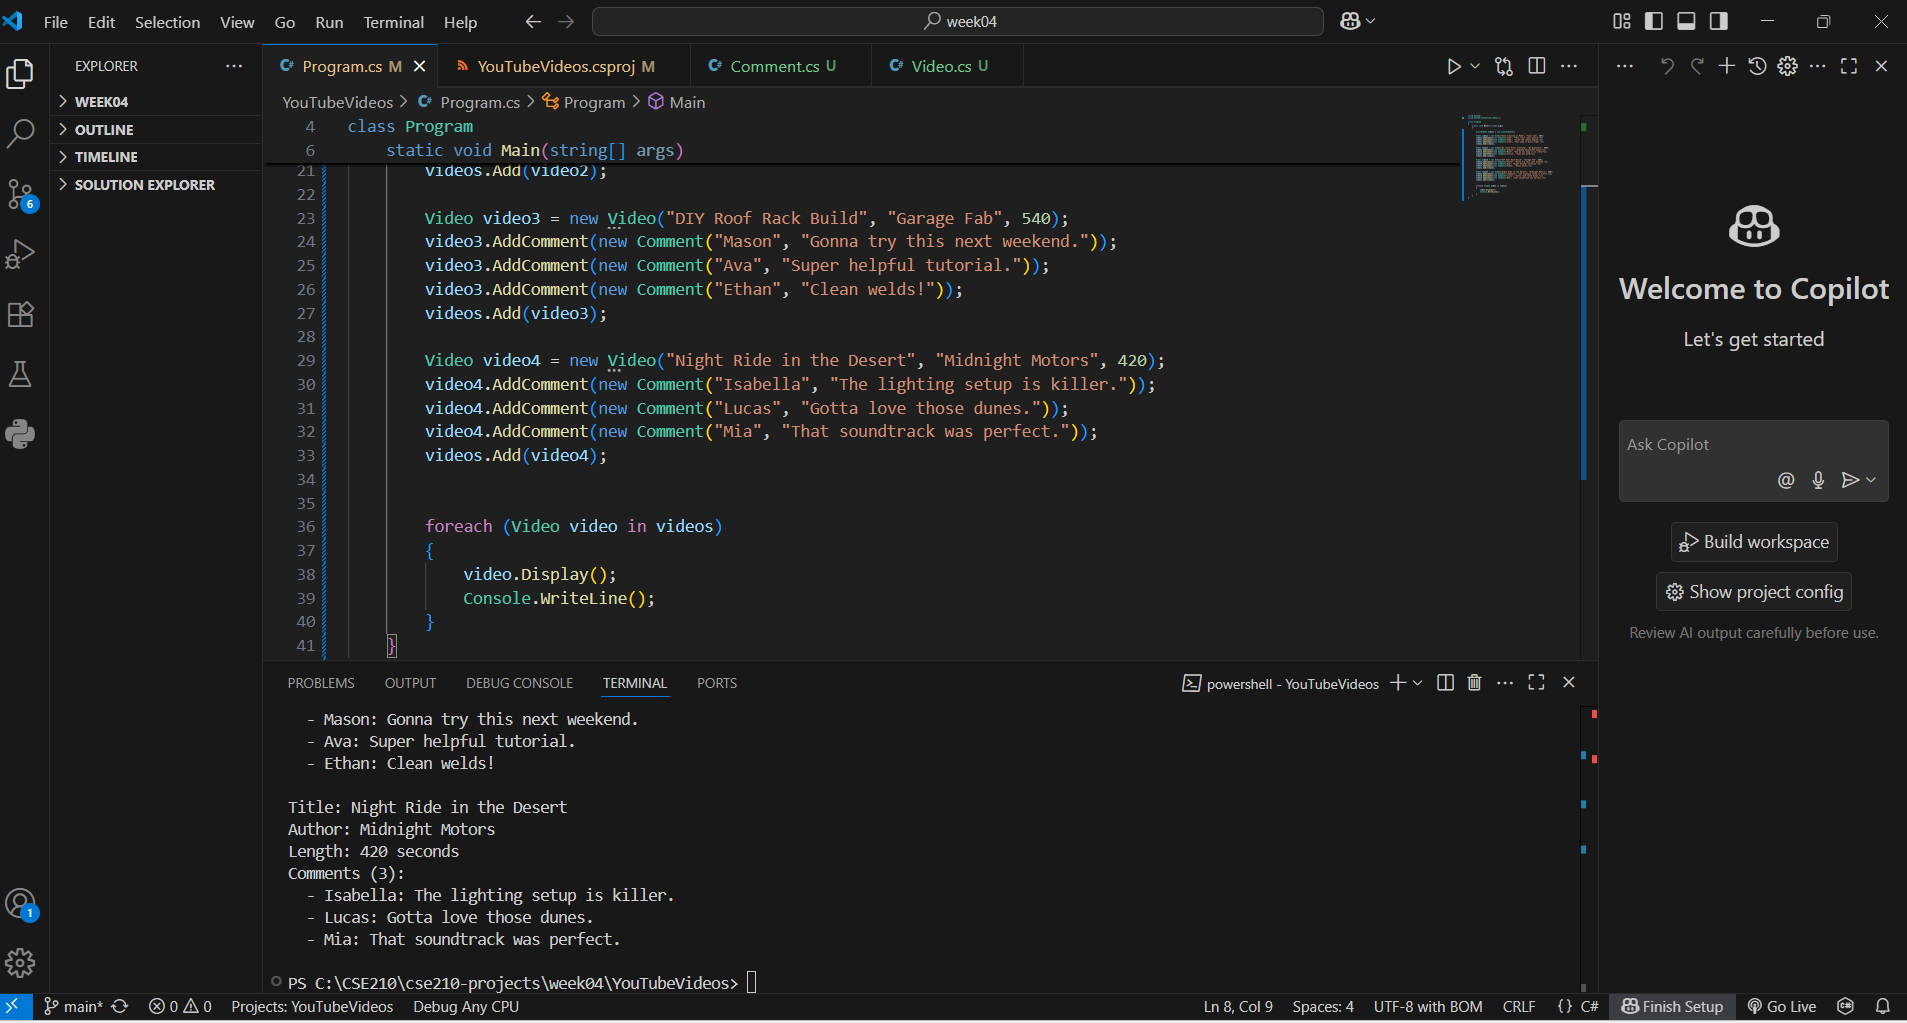 File Edit Selection View Go Run Terminal Help
week04
EXPLORER
WEEK04
OUTLINE
TIMELINE
SOLUTION EXPLORER
6
1
C# Program.cs M
YouTubeVideos.csproj M
C# Comment.cs U
C# Video.cs U
YouTubeVideos > C# Program.cs > Program > Main
4 class Program
6 static void Main(string[] args)
21 videos.Add(video2);
22
23 Video video3 = new Video("DIY Roof Rack Build", "Garage Fab", 540);
24 video3.AddComment(new Comment("Mason", "Gonna try this next weekend."));
25 video3.AddComment(new Comment("Ava", "Super helpful tutorial."));
26 video3.AddComment(new Comment("Ethan", "Clean welds!"));
27 videos.Add(video3);
28
29 Video video4 = new Video("Night Ride in the Desert", "Midnight Motors", 420);
30 video4.AddComment(new Comment("Isabella", "The lighting setup is killer."));
31 video4.AddComment(new Comment("Lucas", "Gotta love those dunes."));
32 video4.AddComment(new Comment("Mia", "That soundtrack was perfect."));
33 videos.Add(video4);
34
35
36 foreach (Video video in videos)
37 {
38 video.Display();
39 Console.WriteLine();
40 }
41 }
PROBLEMS OUTPUT DEBUG CONSOLE TERMINAL PORTS
powershell - YouTubeVideos
- Mason: Gonna try this next weekend.
- Ava: Super helpful tutorial.
- Ethan: Clean welds!
Title: Night Ride in the Desert
Author: Midnight Motors
Length: 420 seconds
Comments (3):
- Isabella: The lighting setup is killer.
- Lucas: Gotta love those dunes.
- Mia: That soundtrack was perfect.
PS C:\CSE210\cse210-projects\week04\YouTubeVideos>
Welcome to Copilot
Let's get started
Ask Copilot
@
Build workspace
Show project config
Review AI output carefully before use.
main* 0 0 Projects: YouTubeVideos Debug Any CPU
Ln 8, Col 9 Spaces: 4 UTF-8 with BOM CRLF {} C# Finish Setup Go Live